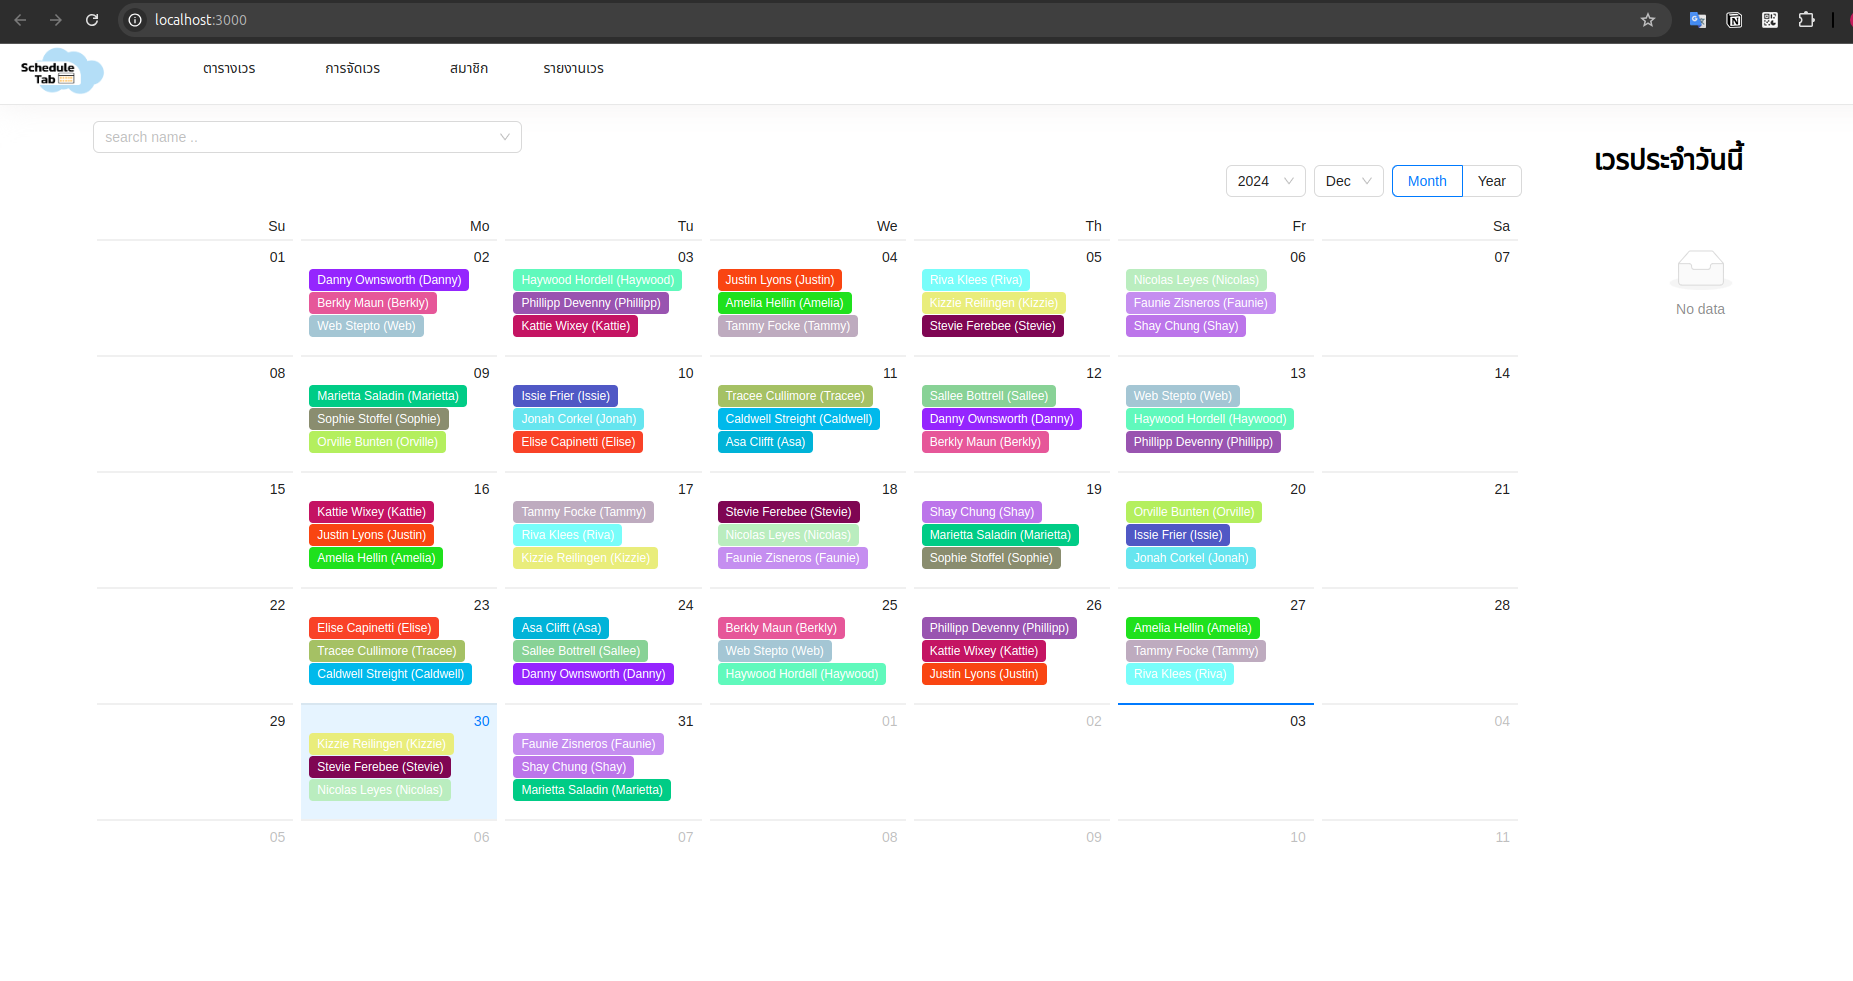 localhost:3000
Schedule
Tab
ตารางเวร การจัดเวร สมาชิก รายงานเวร
search name ..
เวรประจำวันนี้
2024 Dec Month Year
Su Mo Tu We Th Fr Sa
01 02 03 04 05 06 07
Danny Ownsworth (Danny) Haywood Hordell (Haywood) Justin Lyons (Justin) Riva Klees (Riva) Nicolas Leyes (Nicolas)
Berkly Maun (Berkly) Phillipp Devenny (Phillipp) Amelia Hellin (Amelia) Kizzie Reilingen (Kizzie) Faunie Zisneros (Faunie)
Web Stepto (Web) Kattie Wixey (Kattie) Tammy Focke (Tammy) Stevie Ferebee (Stevie) Shay Chung (Shay)
No data
08 09 10 11 12 13 14
Marietta Saladin (Marietta) Issie Frier (Issie) Tracee Cullimore (Tracee) Sallee Bottrell (Sallee) Web Stepto (Web)
Sophie Stoffel (Sophie) Jonah Corkel (Jonah) Caldwell Streight (Caldwell) Danny Ownsworth (Danny) Haywood Hordell (Haywood)
Orville Bunten (Orville) Elise Capinetti (Elise) Asa Clifft (Asa) Berkly Maun (Berkly) Phillipp Devenny (Phillipp)
15 16 17 18 19 20 21
Kattie Wixey (Kattie) Tammy Focke (Tammy) Stevie Ferebee (Stevie) Shay Chung (Shay) Orville Bunten (Orville)
Justin Lyons (Justin) Riva Klees (Riva) Nicolas Leyes (Nicolas) Marietta Saladin (Marietta) Issie Frier (Issie)
Amelia Hellin (Amelia) Kizzie Reilingen (Kizzie) Faunie Zisneros (Faunie) Sophie Stoffel (Sophie) Jonah Corkel (Jonah)
22 23 24 25 26 27 28
Elise Capinetti (Elise) Asa Clifft (Asa) Berkly Maun (Berkly) Phillipp Devenny (Phillipp) Amelia Hellin (Amelia)
Tracee Cullimore (Tracee) Sallee Bottrell (Sallee) Web Stepto (Web) Kattie Wixey (Kattie) Tammy Focke (Tammy)
Caldwell Streight (Caldwell) Danny Ownsworth (Danny) Haywood Hordell (Haywood) Justin Lyons (Justin) Riva Klees (Riva)
29 30 31 01 02 03 04
Kizzie Reilingen (Kizzie) Faunie Zisneros (Faunie)
Stevie Ferebee (Stevie) Shay Chung (Shay)
Nicolas Leyes (Nicolas) Marietta Saladin (Marietta)
05 06 07 08 09 10 11